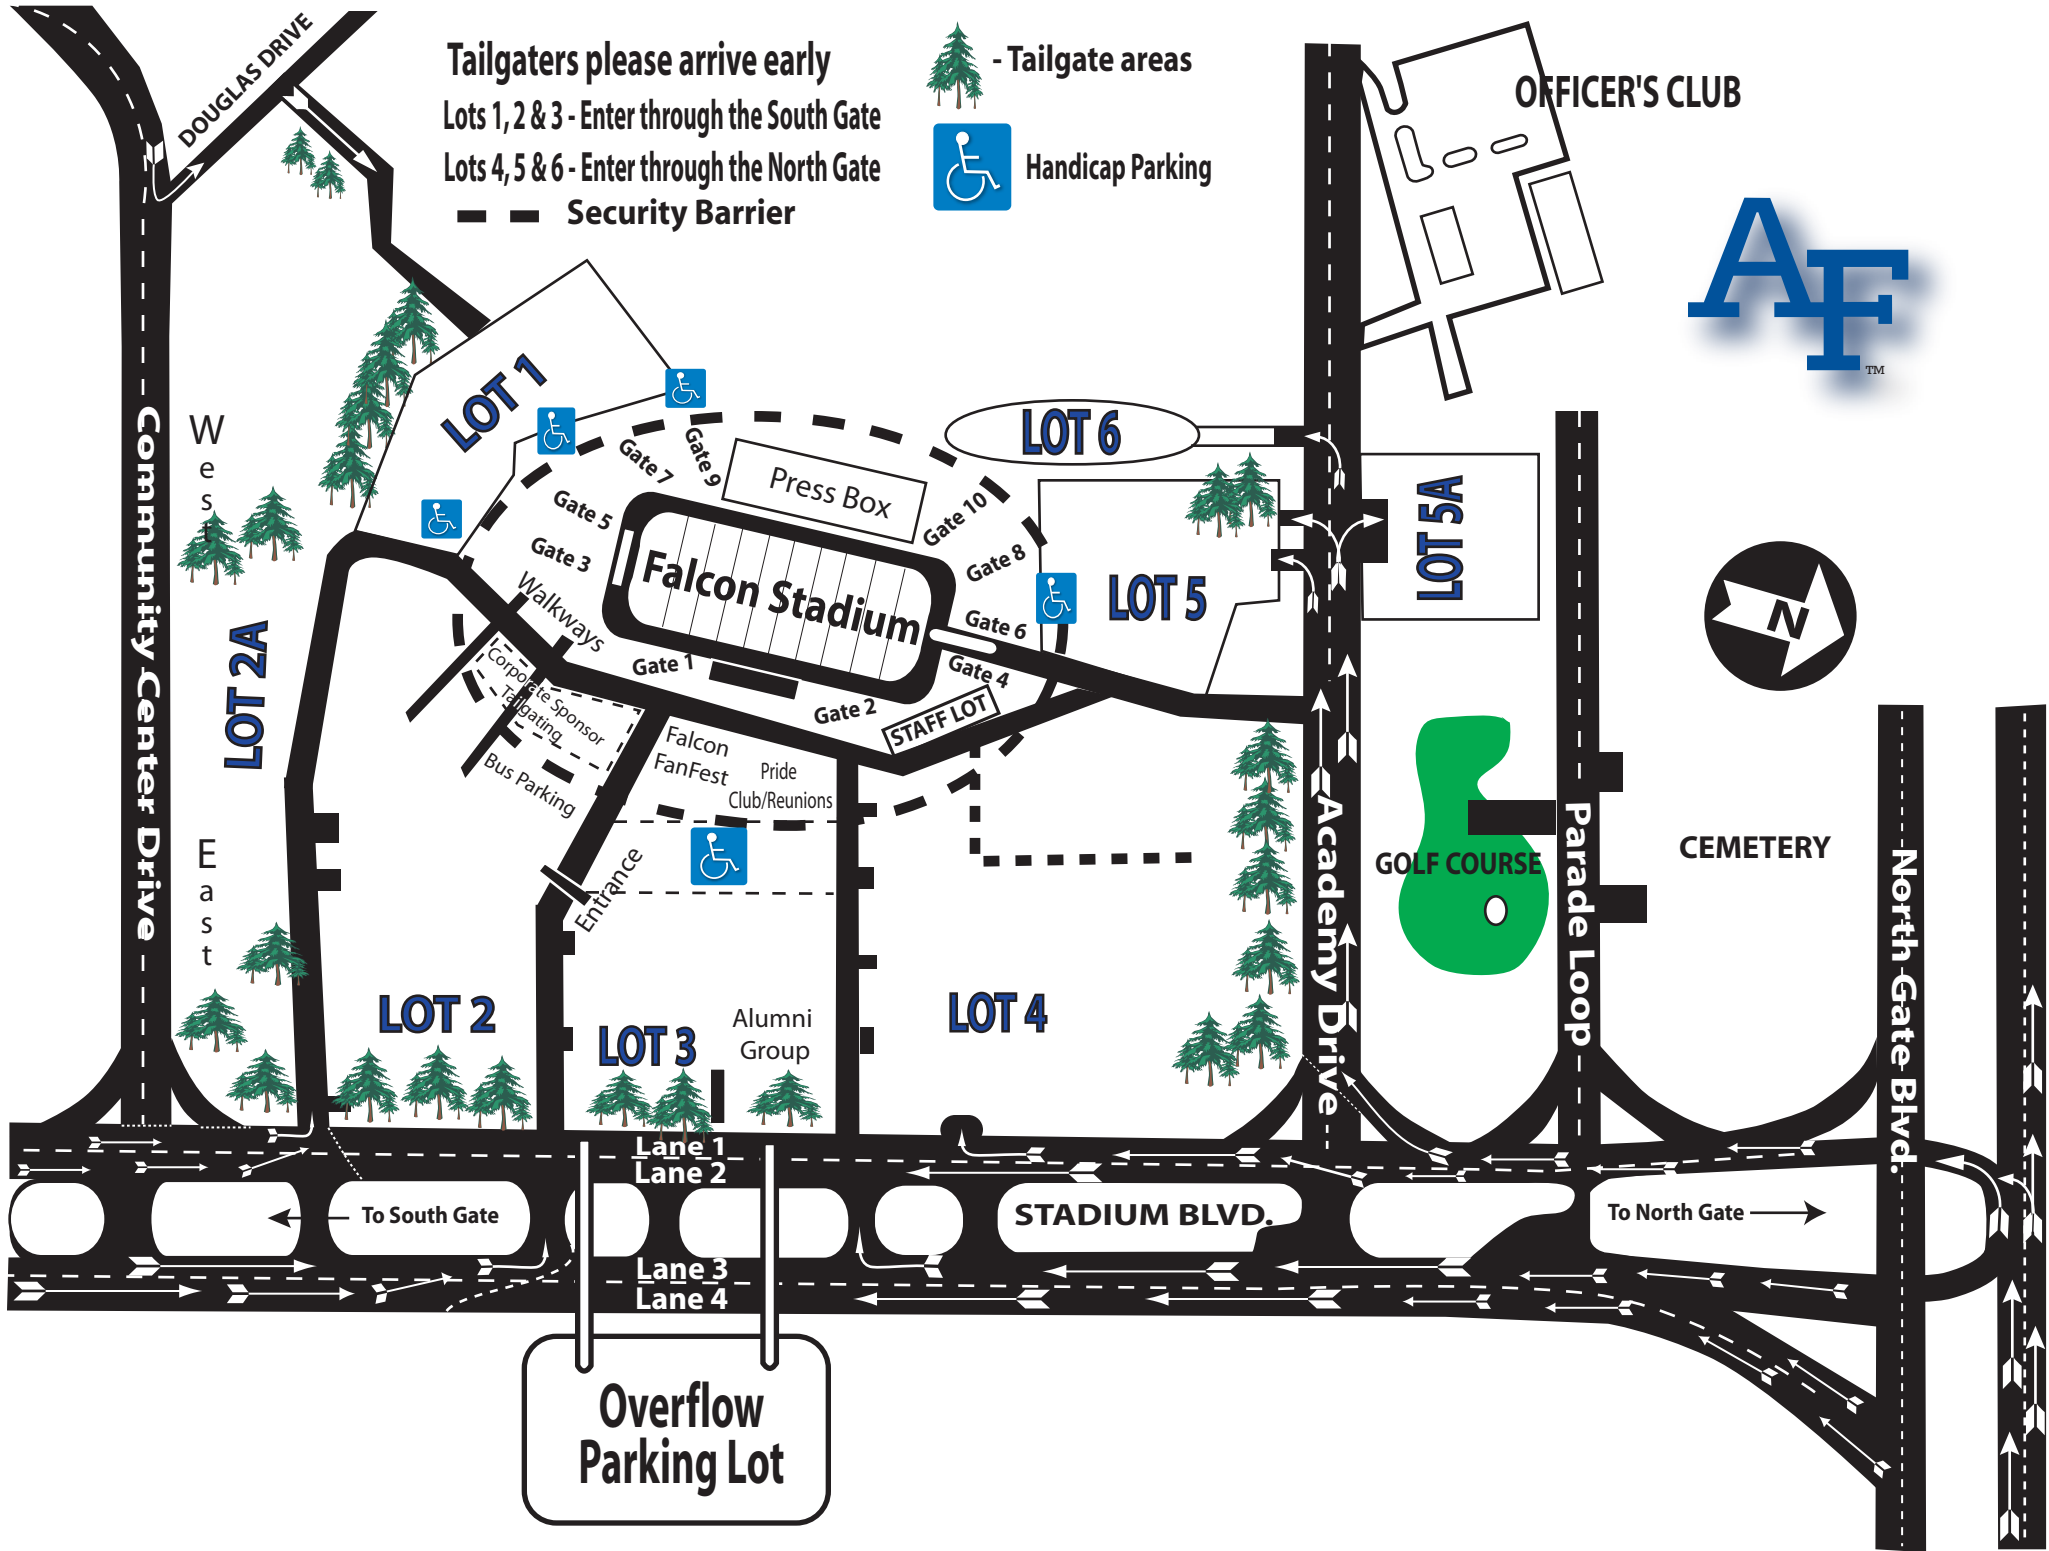 DOUGLAS DRIVE
Tailgaters please arrive early
Lots 1, 2 & 3 - Enter through the South Gate
Lots 4, 5 & 6 - Enter through the North Gate
Security Barrier
- Tailgate areas
Handicap Parking
OFFICER'S CLUB
AF
TM
LOT 1
West
Community Center Drive
Gate 9
Gate 7
Gate 5
Gate 3
Press Box
Gate 10
Gate 8
Gate 6
Gate 4
LOT 6
LOT 5
LOT 5A
N
Falcon Stadium
Walkways
Gate 1
Gate 2
STAFF LOT
LOT 2A
Corporate Sponsor
Tailgating
Bus Parking
Falcon
FanFest
Pride
Club/Reunions
East
Entrance
Academy Drive
GOLF COURSE
Parade Loop
CEMETERY
North Gate Blvd.
LOT 2
LOT 3
Alumni
Group
LOT 4
Lane 1
Lane 2
To South Gate
STADIUM BLVD.
To North Gate
Lane 3
Lane 4
Overflow
Parking Lot